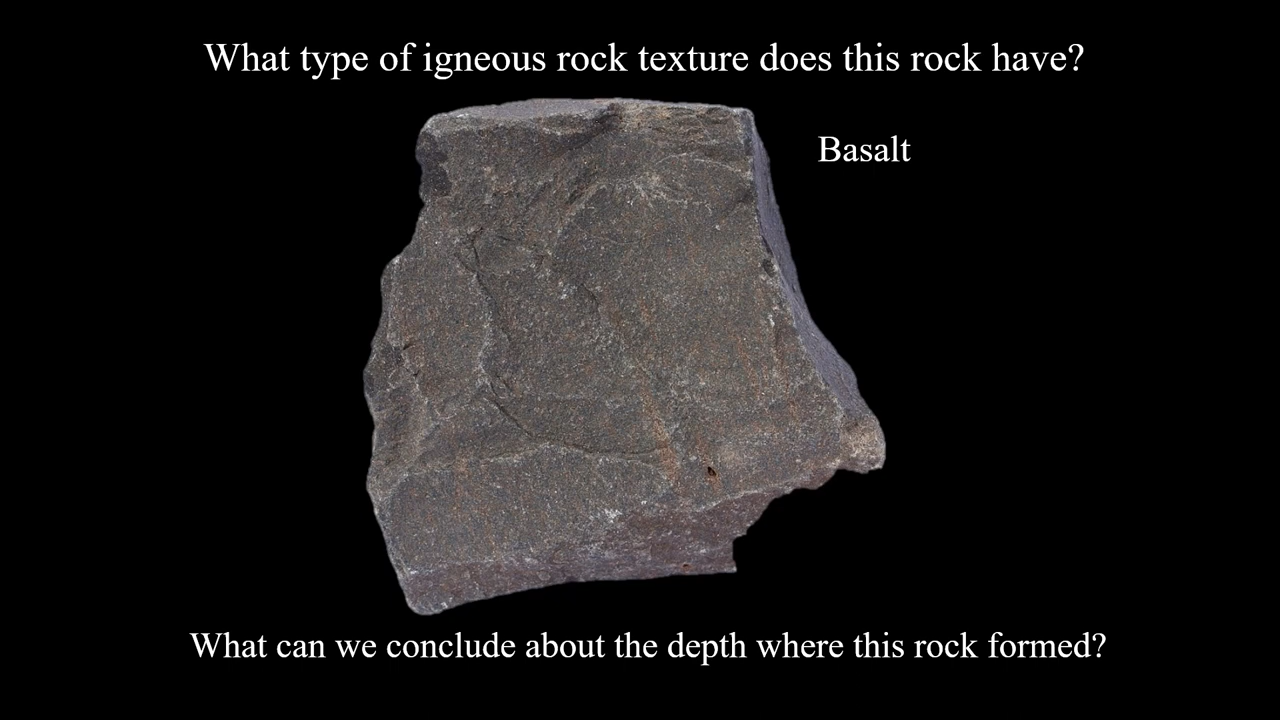 What type of igneous rock texture does this rock have?
Basalt
What can we conclude about the depth where this rock formed?